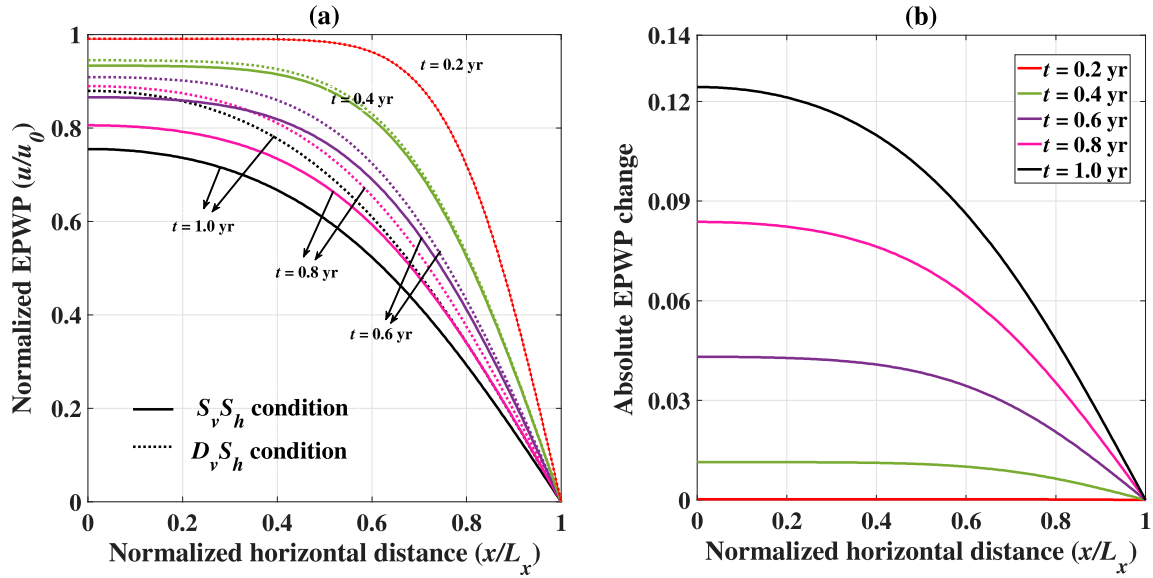 (a)
Normalized EPWP (u/u0)
1
0.8
0.6
0.4
0.2
0
t = 0.2 yr
t = 0.4 yr
t = 1.0 yr
t = 0.8 yr
t = 0.6 yr
SvSh condition
DvSh condition
0 0.2 0.4 0.6 0.8 1
Normalized horizontal distance (x/Lx)
(b)
Absolute EPWP change
0.14
0.12
0.09
0.06
0.03
0
t = 0.2 yr
t = 0.4 yr
t = 0.6 yr
t = 0.8 yr
t = 1.0 yr
0 0.2 0.4 0.6 0.8 1
Normalized horizontal distance (x/Lx)